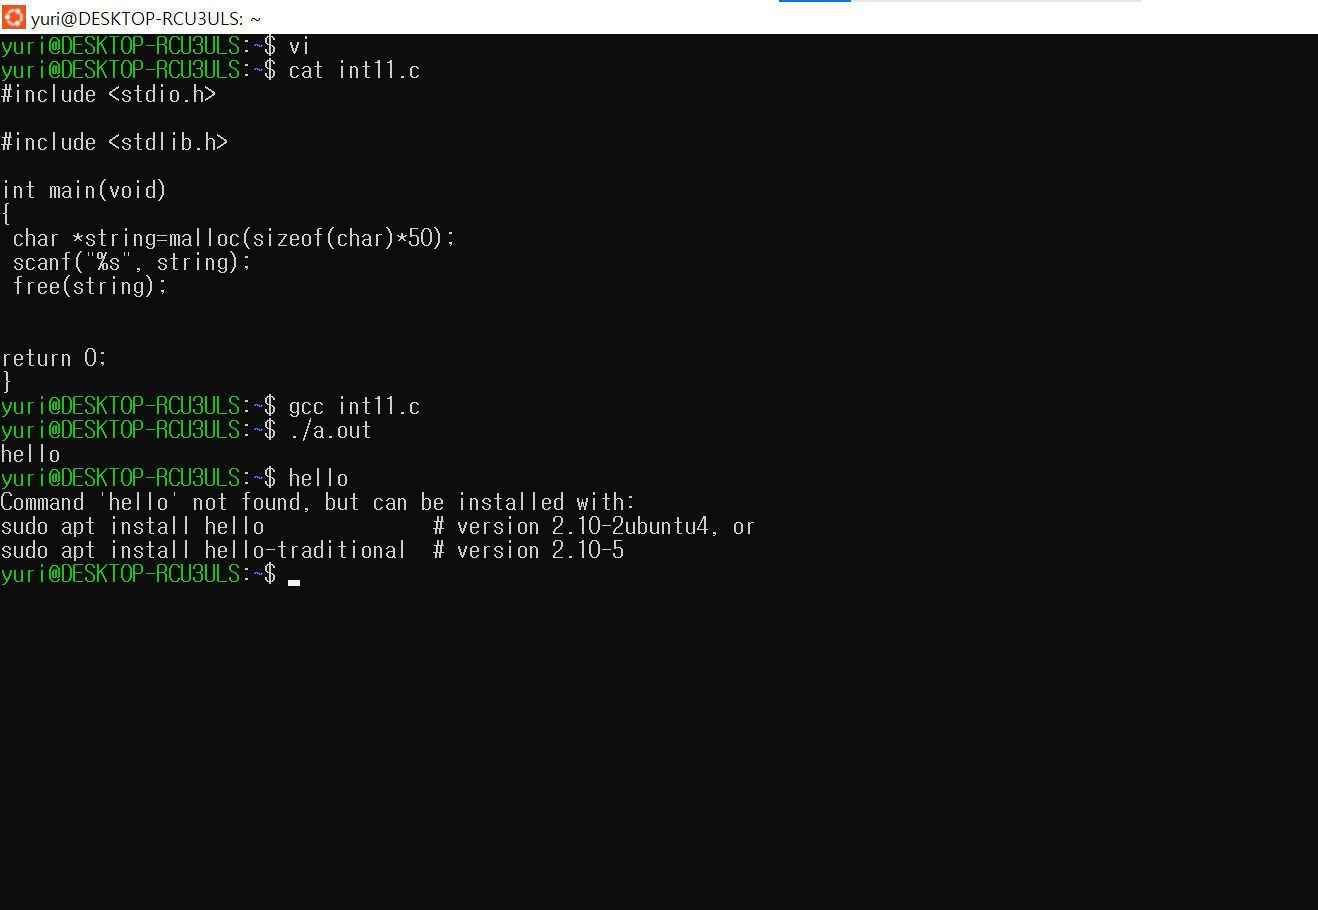 yuri@DESKTOP-RCU3ULS: ~
yuri@DESKTOP-RCU3ULS:~$ vi
yuri@DESKTOP-RCU3ULS:~$ cat int11.c
#include <stdio.h>
#include <stdlib.h>
int main(void)
{
char *string=malloc(sizeof(char)*50);
scanf("%s", string);
free(string);
return 0;
}
yuri@DESKTOP-RCU3ULS:~$ gcc int11.c
yuri@DESKTOP-RCU3ULS:~$ ./a.out
hello
yuri@DESKTOP-RCU3ULS:~$ hello
Command 'hello' not found, but can be installed with:
sudo apt install hello              # version 2.10-2ubuntu4, or
sudo apt install hello-traditional  # version 2.10-5
yuri@DESKTOP-RCU3ULS:~$